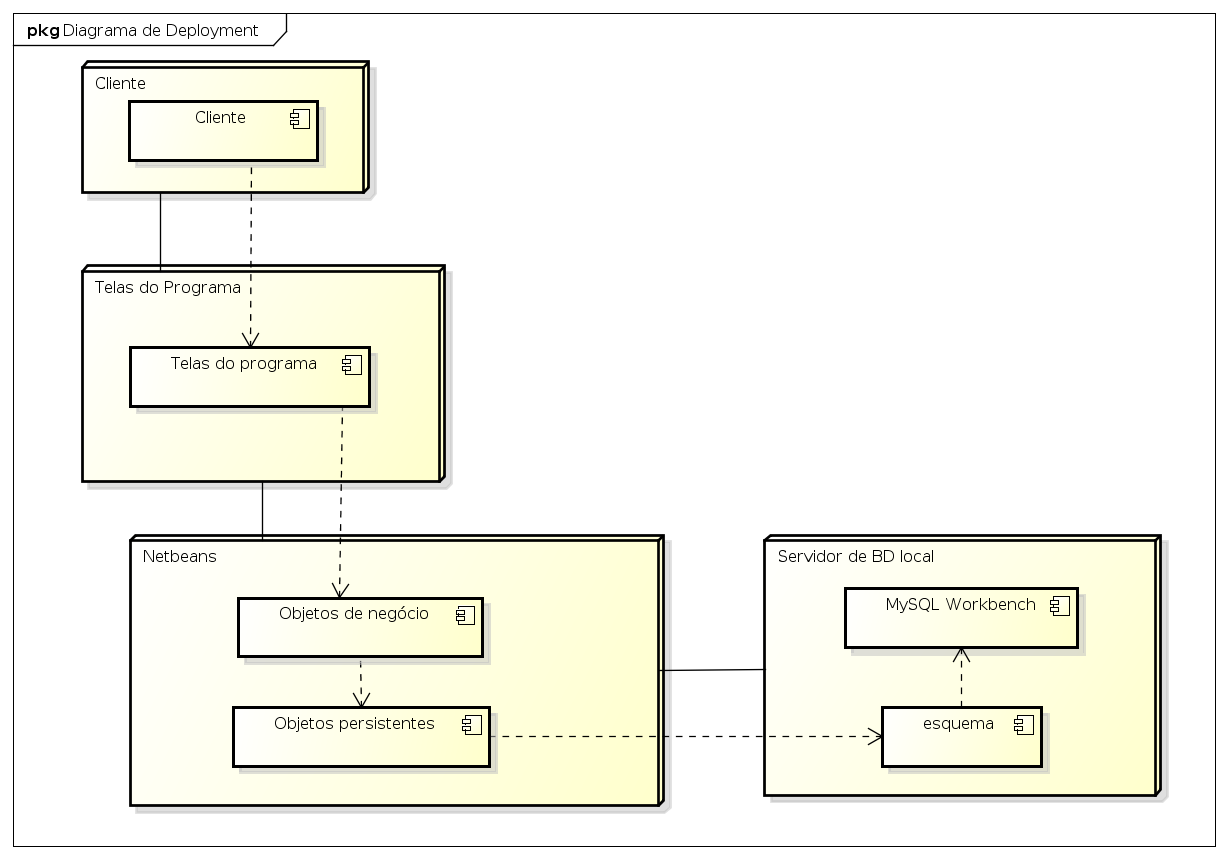 pkg Diagrama de Deployment
Cliente
Cliente
Telas do Programa
Telas do programa
Netbeans
Objetos de negócio
Objetos persistentes
Servidor de BD local
MySQL Workbench
esquema